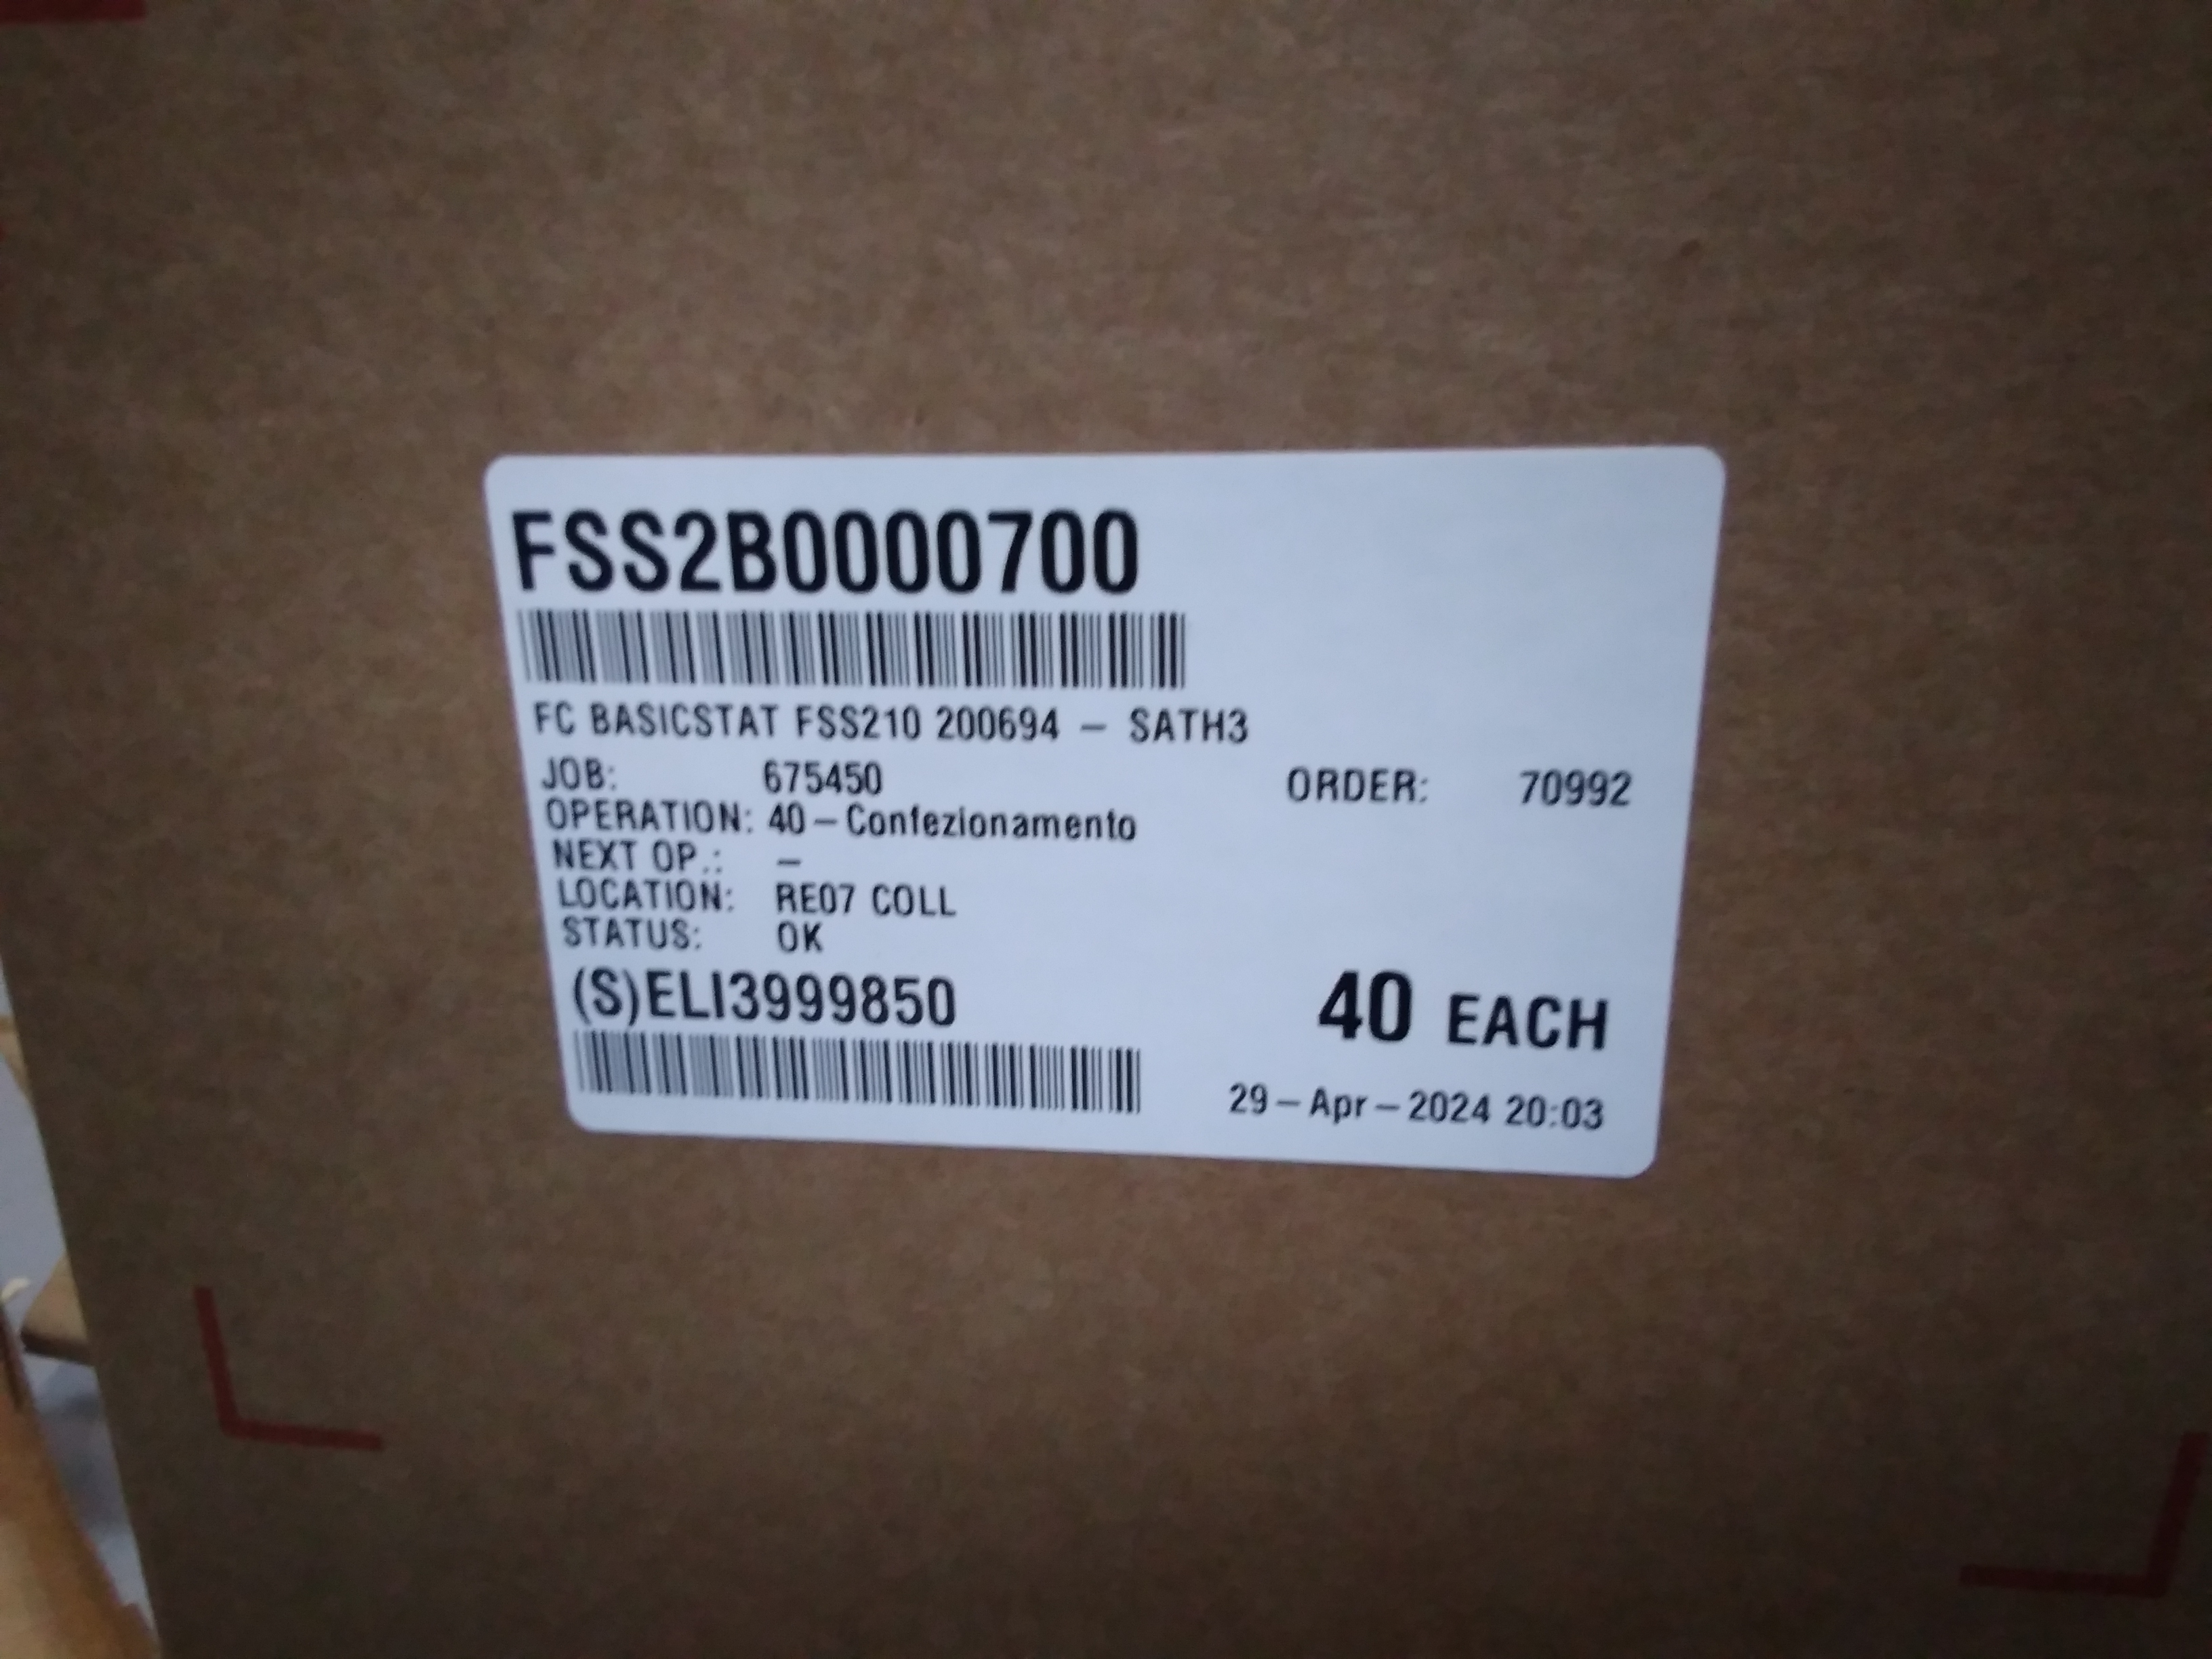 FSS2B0000700
FC BASICSTAT FSS210 200694 – SATH3
JOB: 675450 ORDER: 70992
OPERATION: 40 – Confezionamento
NEXT OP.: –
LOCATION: RE07 COLL
STATUS: OK
(S)ELI3999850 40 EACH
29 – Apr – 2024 20:03